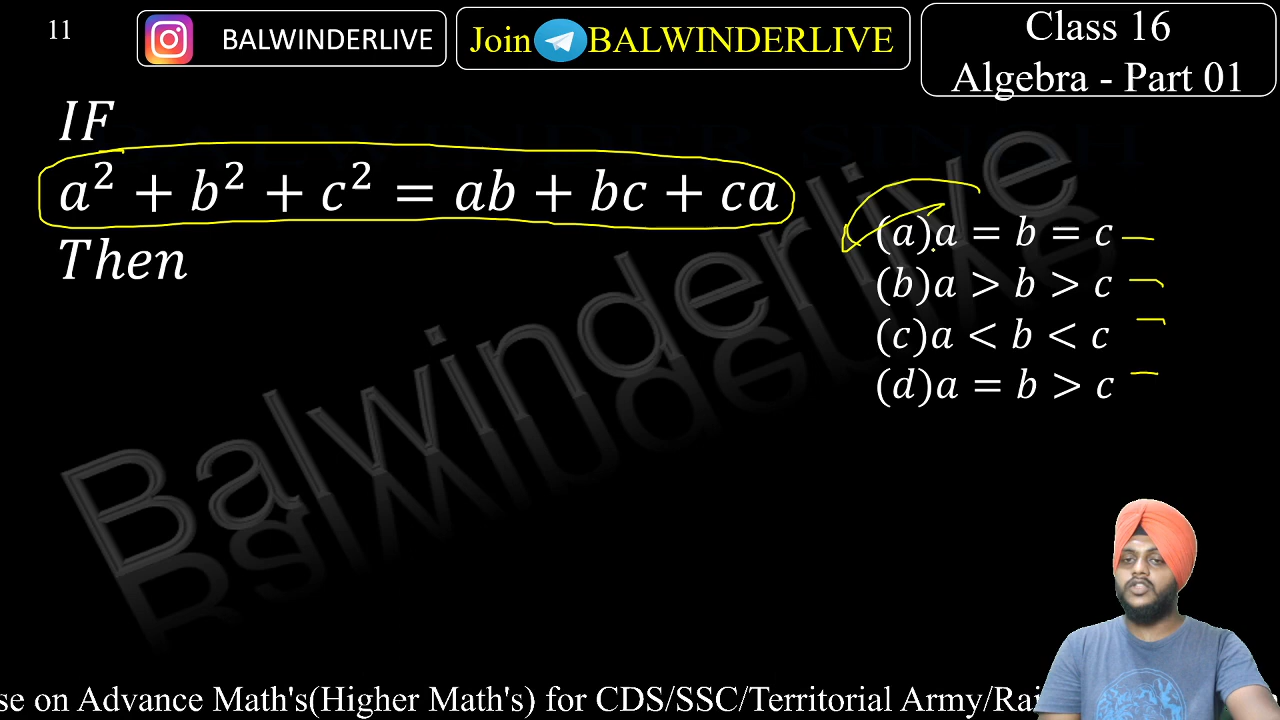 11
BALWINDERLIVE
Join BALWINDERLIVE
Class 16
Algebra - Part 01
IF
a² + b² + c² = ab + bc + ca
Then
(a)a = b = c
(b)a > b > c
(c)a < b < c
(d)a = b > c
Balwinderlive
se on Advance Math's(Higher Math's) for CDS/SSC/Territorial Army/Rai